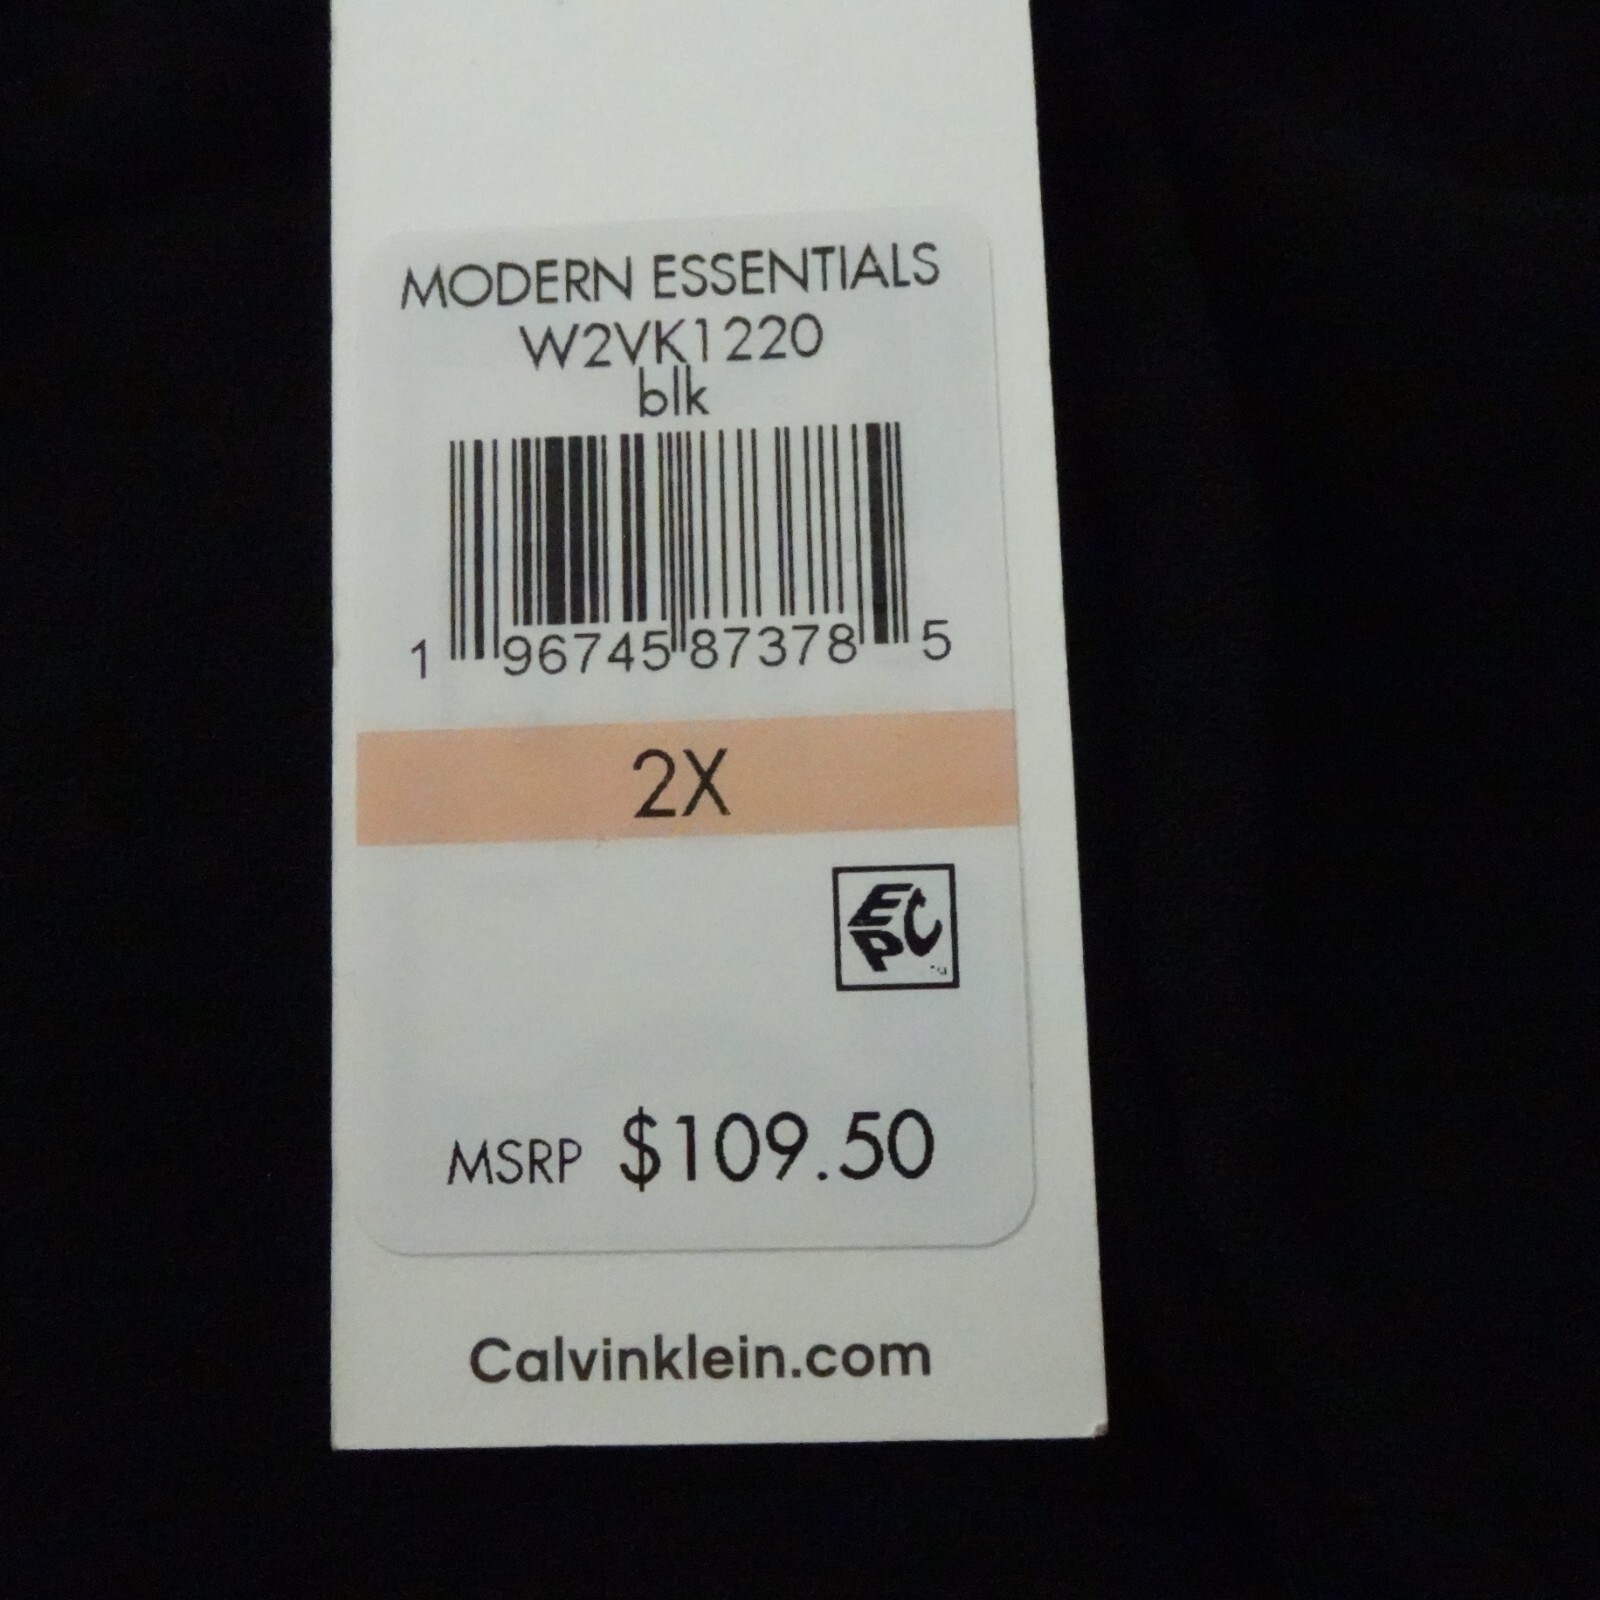 MODERN ESSENTIALS
W2VK1220
blk
1 96745 87378 5
2X
EPC
MSRP $109.50
Calvinklein.com